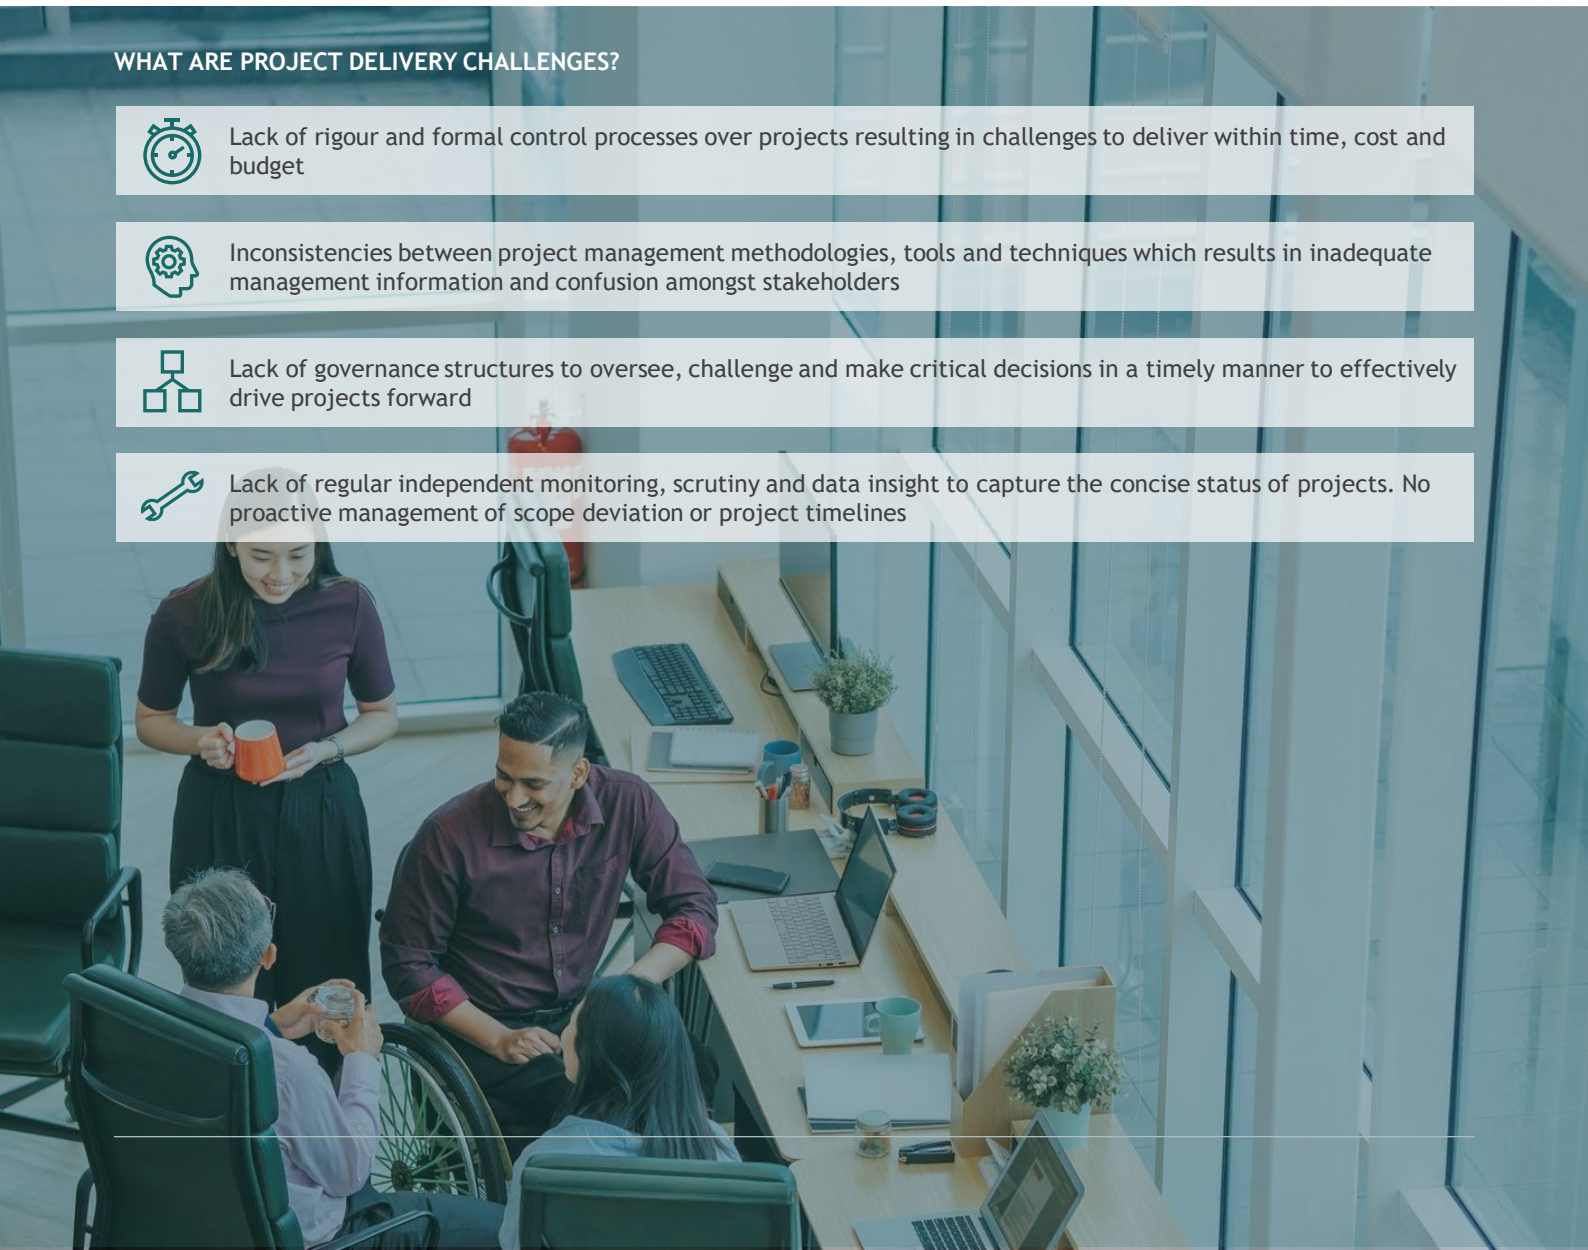 WHAT ARE PROJECT DELIVERY CHALLENGES?
Lack of rigour and formal control processes over projects resulting in challenges to deliver within time, cost and
budget
Inconsistencies between project management methodologies, tools and techniques which results in inadequate
management information and confusion amongst stakeholders
Lack of governance structures to oversee, challenge and make critical decisions in a timely manner to effectively
drive projects forward
Lack of regular independent monitoring, scrutiny and data insight to capture the concise status of projects. No
proactive management of scope deviation or project timelines